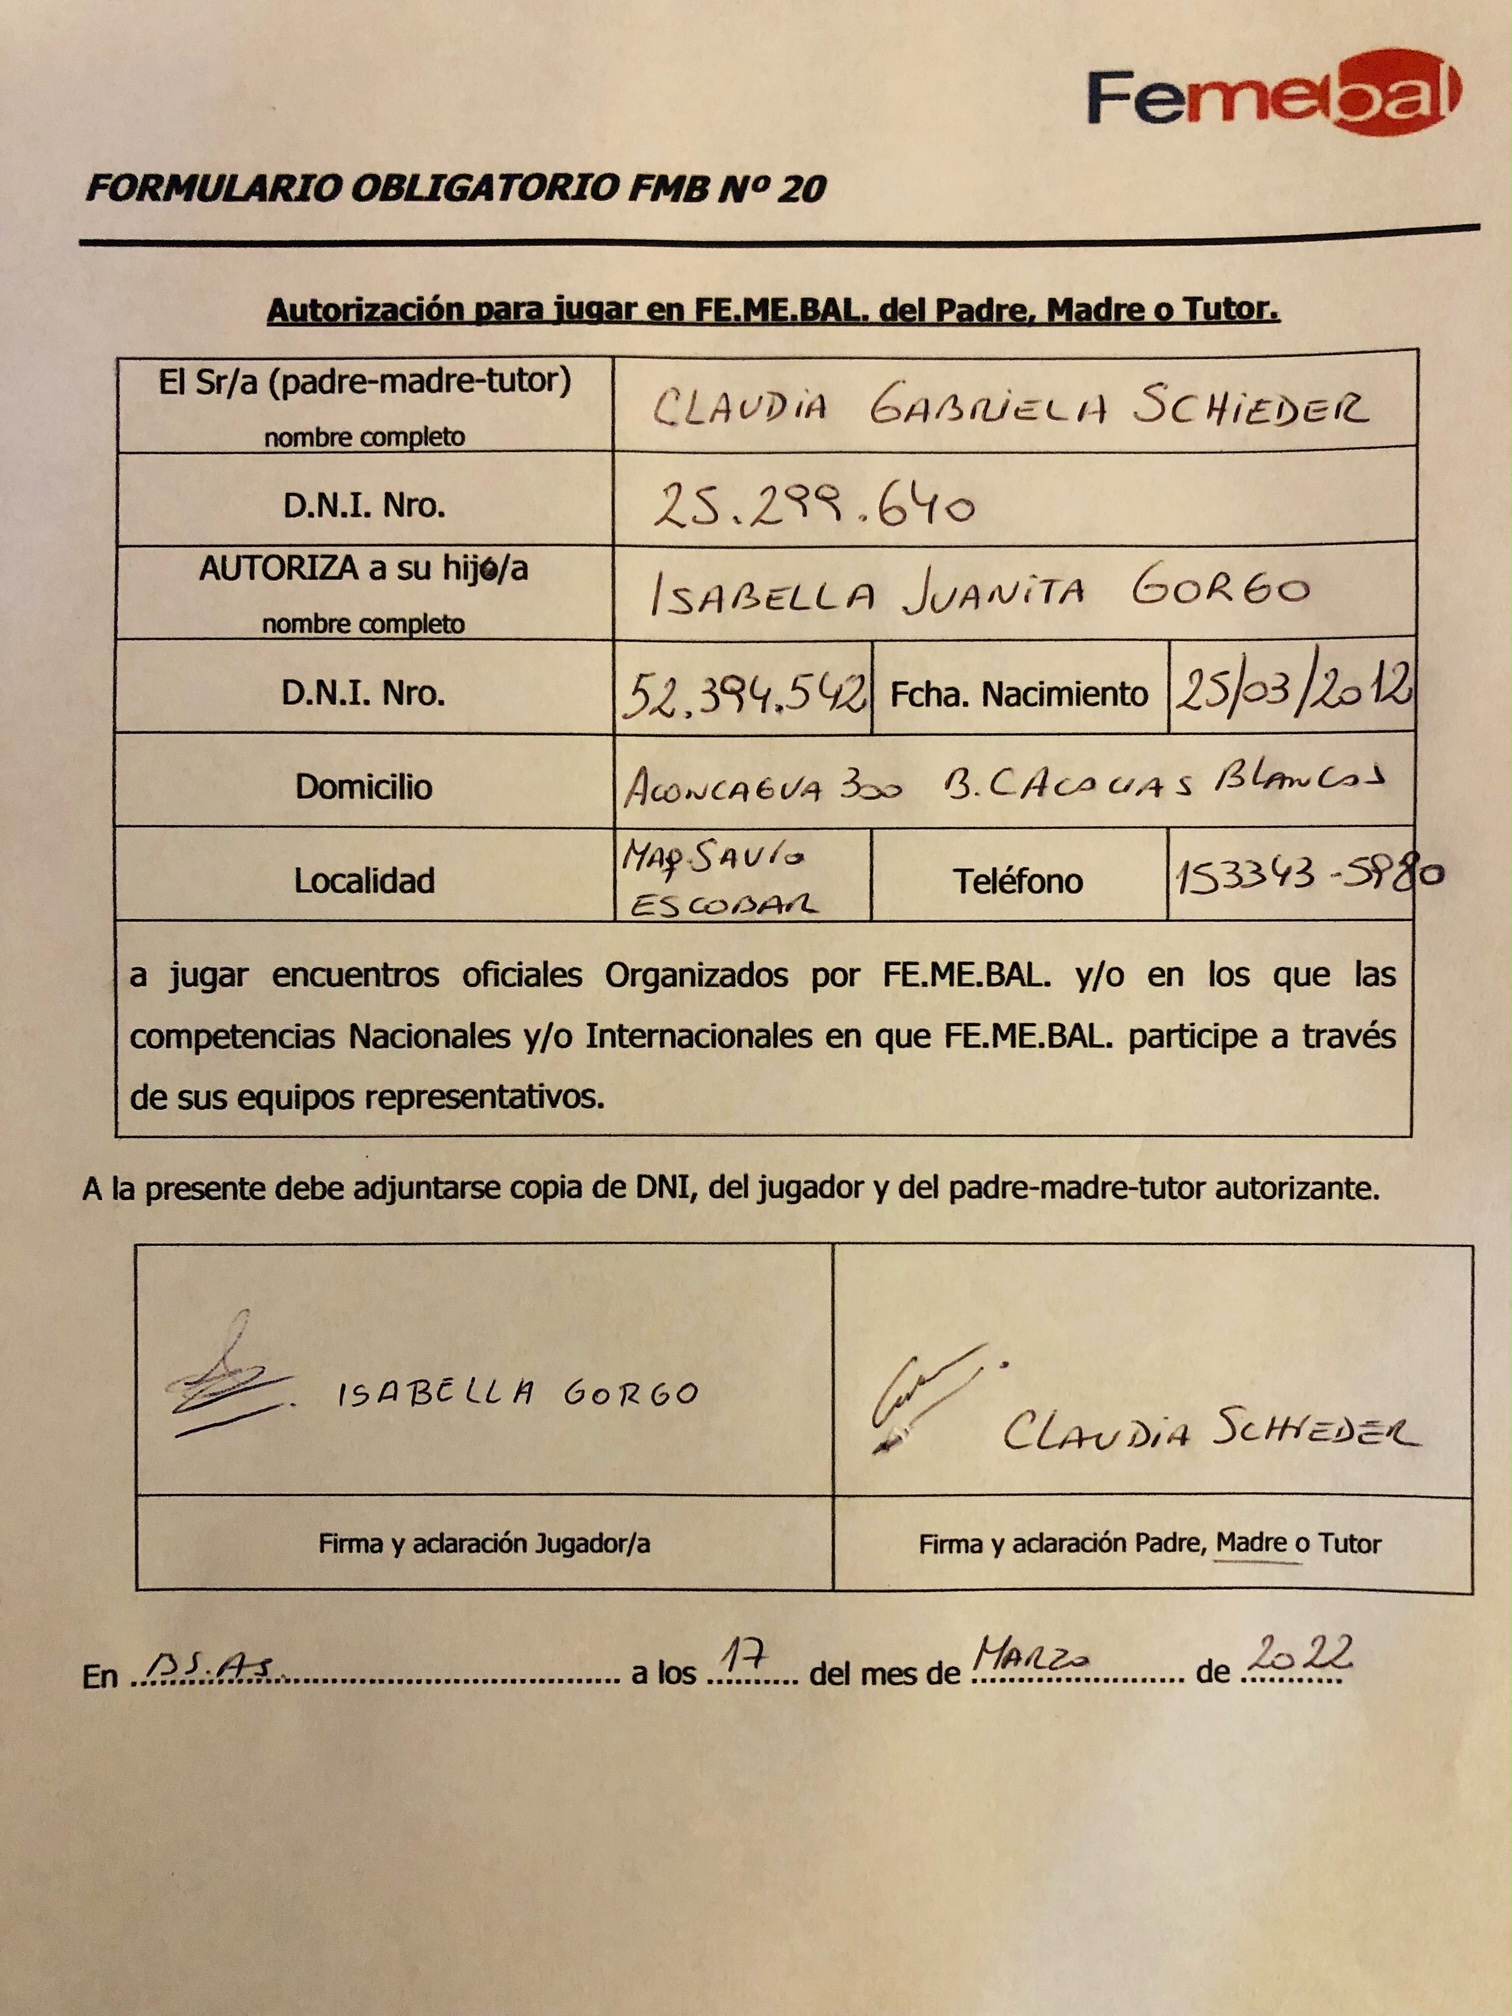 Femebal
FORMULARIO OBLIGATORIO FMB Nº 20
Autorización para jugar en FE.ME.BAL. del Padre, Madre o Tutor.
El Sr/a (padre-madre-tutor)
nombre completo
CLAUDIA GABRIELA SCHIEDER
D.N.I. Nro.
25.299.640
AUTORIZA a su hijo/a
nombre completo
ISABELLA JUANITA GORGO
D.N.I. Nro.
52.394.542
Fcha. Nacimiento
25/03/2012
Domicilio
ACONCAGUA 300 B. BLANCAS
Localidad
MAQ. SAVIO
ESCOBAR
Teléfono
153343-5980
a jugar encuentros oficiales Organizados por FE.ME.BAL. y/o en los que las
competencias Nacionales y/o Internacionales en que FE.ME.BAL. participe a través
de sus equipos representativos.
A la presente debe adjuntarse copia de DNI, del jugador y del padre-madre-tutor autorizante.
ISABELLA GORGO
CLAUDIA SCHIEDER
Firma y aclaración Jugador/a
Firma y aclaración Padre, Madre o Tutor
En BS.AS. a los 17 del mes de MARZO de 2022